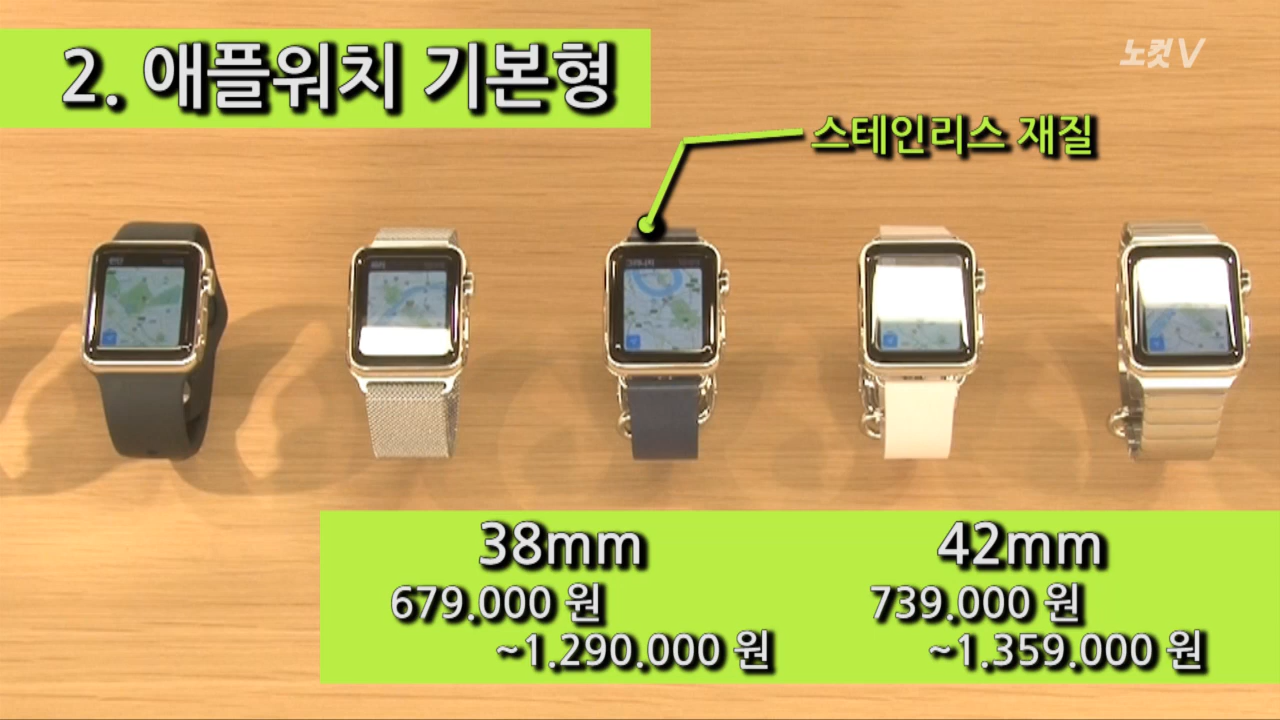 2. 애플워치 기본형
노컷V
스테인리스 재질
38mm
42mm
679.000 원
~1.290.000 원
739.000 원
~1.359.000 원